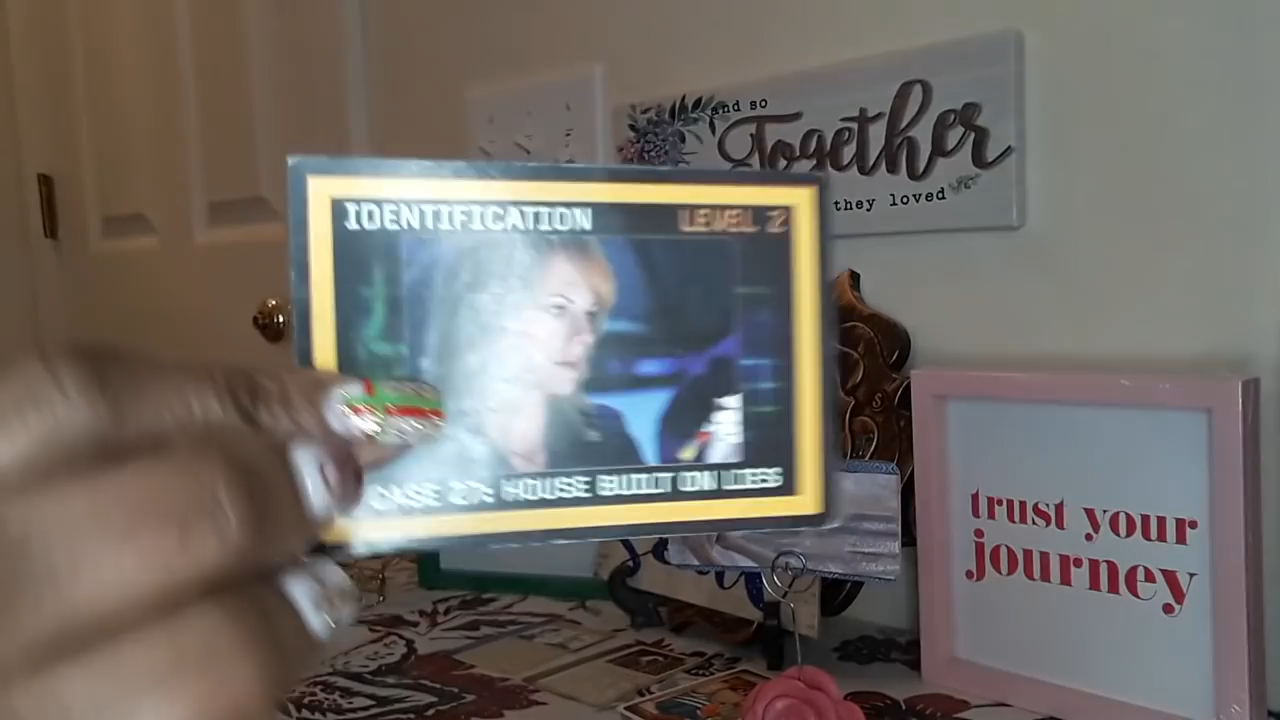 and so
Together
they loved
IDENTIFICATION
LEVEL 2
CASE 27: HOUSE BUILT ON LIES
trust your
journey